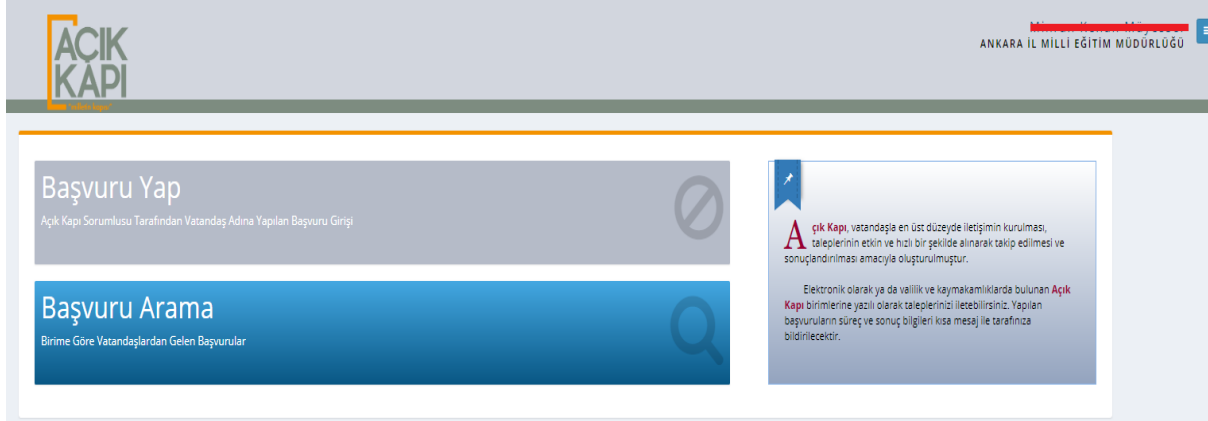 AÇIK
KAPI
ANKARA İL MİLLİ EĞİTİM MÜDÜRLÜĞÜ
Başvuru Yap
Açık Kapı Sorumlusu Tarafından Vatandaş Adına Yapılan Başvuru Girişi
Başvuru Arama
Birime Göre Vatandaşlardan Gelen Başvurular
Açık Kapı, vatandaşla en üst düzeyde iletişimin kurulması,
taleplerinin etkin ve hızlı bir şekilde alınarak takip edilmesi ve
sonuçlandırılması amacıyla oluşturulmuştur.
Elektronik olarak ya da valilik ve kaymakamlıklarda bulunan Açık
Kapı birimlerine yazılı olarak taleplerinizi iletebilirsiniz. Yapılan
başvuruların süreç ve sonuç bilgileri kısa mesaj ile tarafınıza
bildirilecektir.